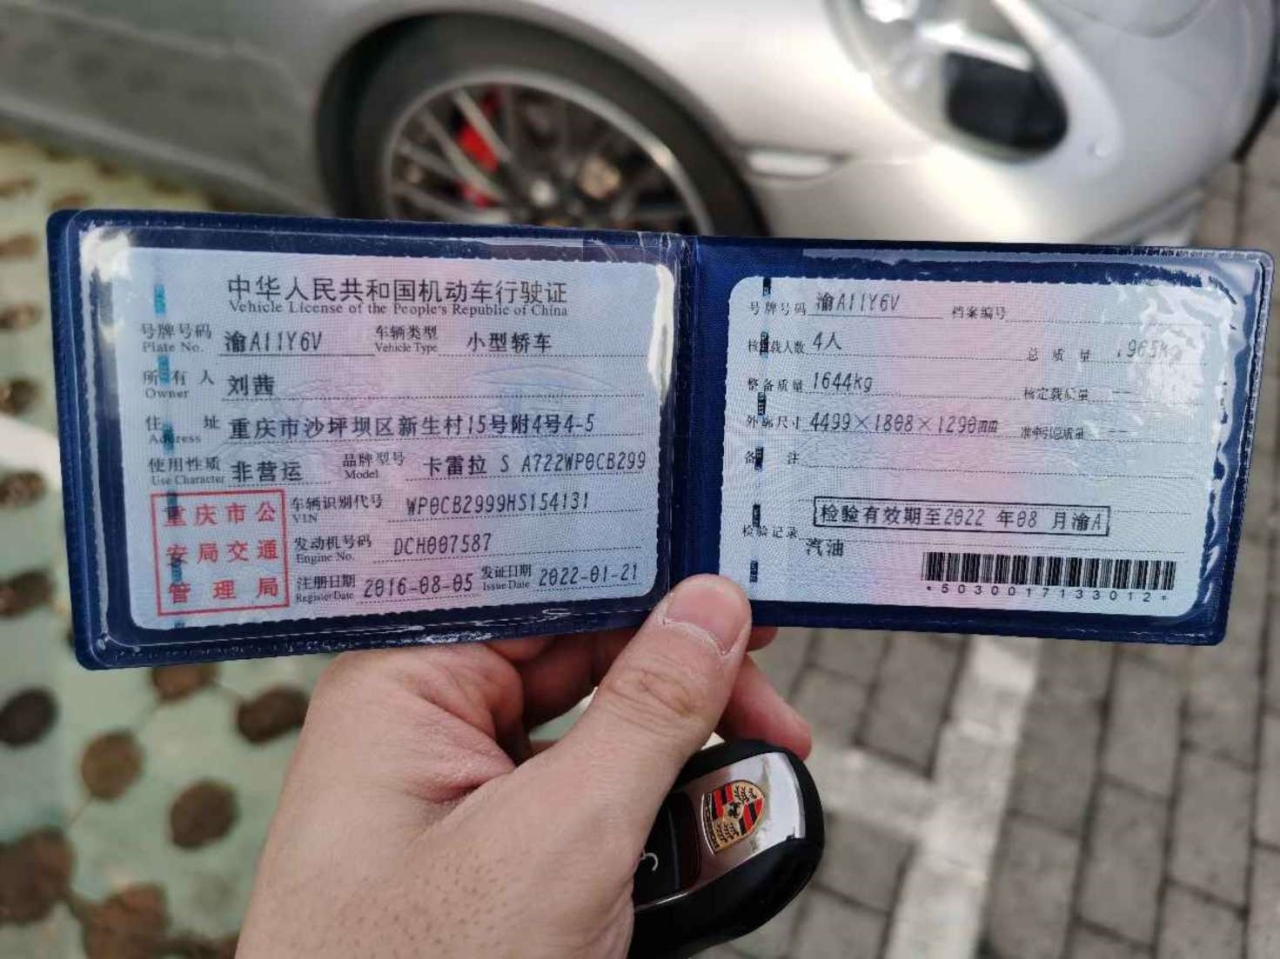 中华人民共和国机动车行驶证
Vehicle License of the People's Republic of China
号牌号码 渝A11Y6V 车辆类型 小型轿车
Plate No. Vehicle Type
所有人 刘茜
Owner
住址 重庆市沙坪坝区新生村15号附4号4-5
Address
使用性质 非营运 品牌型号 卡雷拉 S A722WP0CB299
Use Character Model
重庆市公
安局交通
管理局
车辆识别代号 WP0CB2999HS154131
VIN
发动机号码 DCH007587
Engine No.
注册日期 2016-08-05 发证日期 2022-01-21
Register Date Issue Date
号牌号码 渝A11Y6V 档案编号
核定载人数 4人 总质量
整备质量 1644kg 核定载质量 --
外廓尺寸 4499×1808×1290mm 准牵引总质量 --
备注
检验有效期至2022 年08 月渝A
检验记录
汽油
*5030017133012*